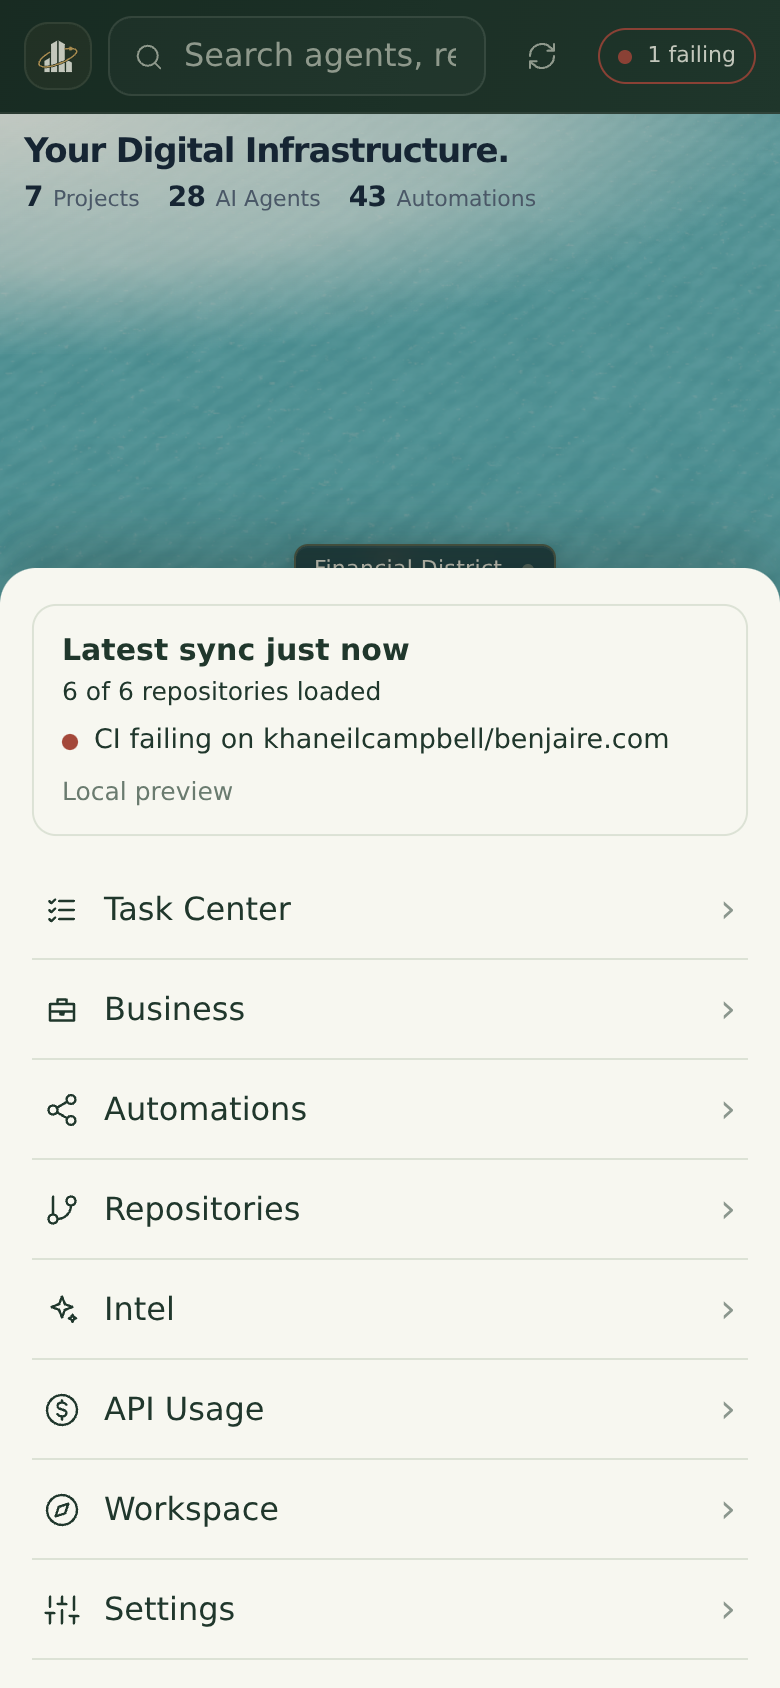 Search agents, re
1 failing
Your Digital Infrastructure.
7 Projects 28 AI Agents 43 Automations
Financial District
Latest sync just now
6 of 6 repositories loaded
CI failing on khaneilcampbell/benjaire.com
Local preview
Task Center
Business
Automations
Repositories
Intel
API Usage
Workspace
Settings